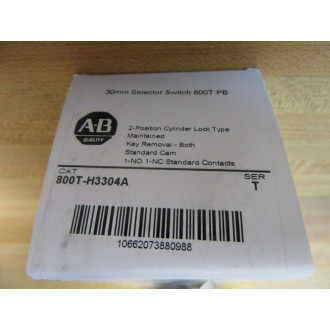 30mm Selector Switch 800T PB
A-B
QUALITY
2-Position Cylinder Lock Type
Maintained
Key Removal - Both
Standard Cam
1-NO 1-NC Standard Contacts
CAT
SER
800T-H3304A
T
10662073880988